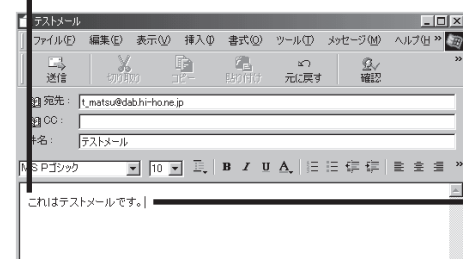 テストメール
ファイル(F) 編集(E) 表示(V) 挿入(I) 書式(O) ツール(T) メッセージ(M) ヘルプ(H »
送信 切り取り コピー 貼り付け 元に戻す 確認 »
宛先: t_matsu@dab.hi-ho.ne.jp
CC:
件名: テストメール
MS Pゴシック 10 B I U A »
これはテストメールです。